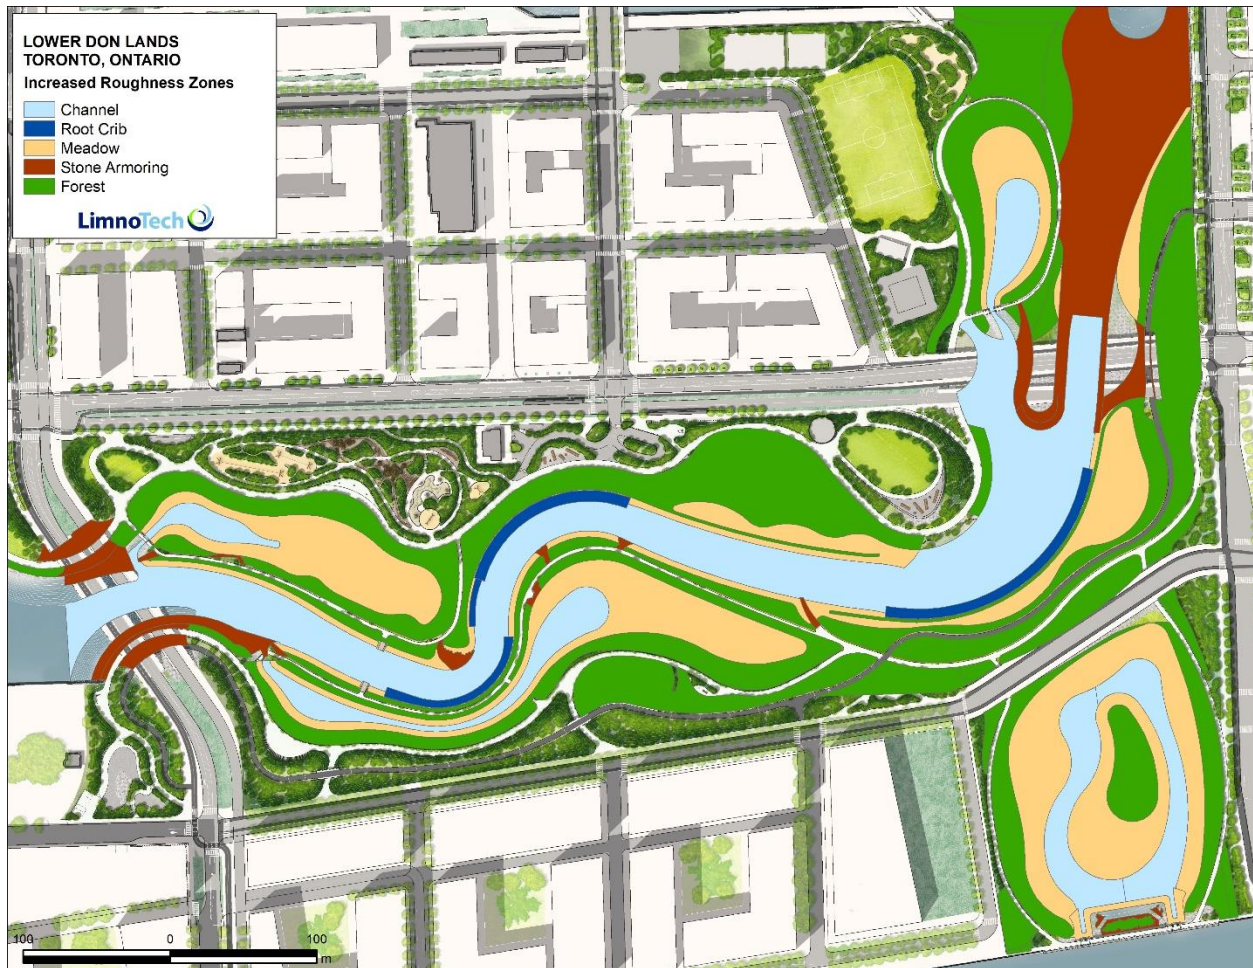 LOWER DON LANDS
TORONTO, ONTARIO
Increased Roughness Zones
Channel
Root Crib
Meadow
Stone Armoring
Forest
LimnoTech
100 0 100
m